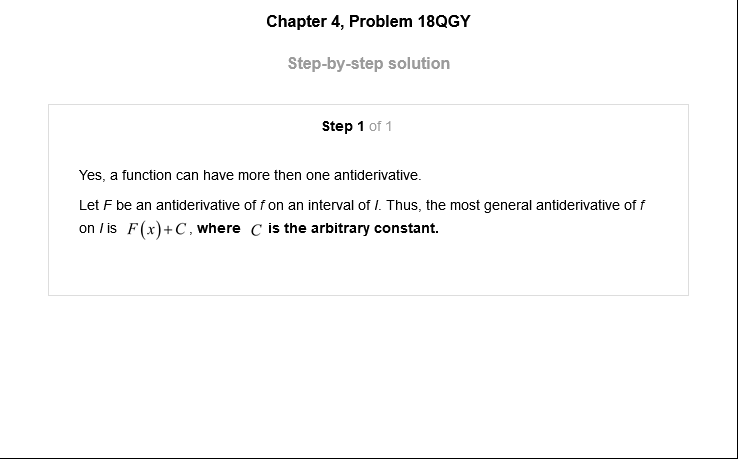 Chapter 4, Problem 18QGY
Step-by-step solution
Step 1 of 1
Yes, a function can have more then one antiderivative.
Let F be an antiderivative of f on an interval of I. Thus, the most general antiderivative of f
on I is F(x)+C, where C is the arbitrary constant.